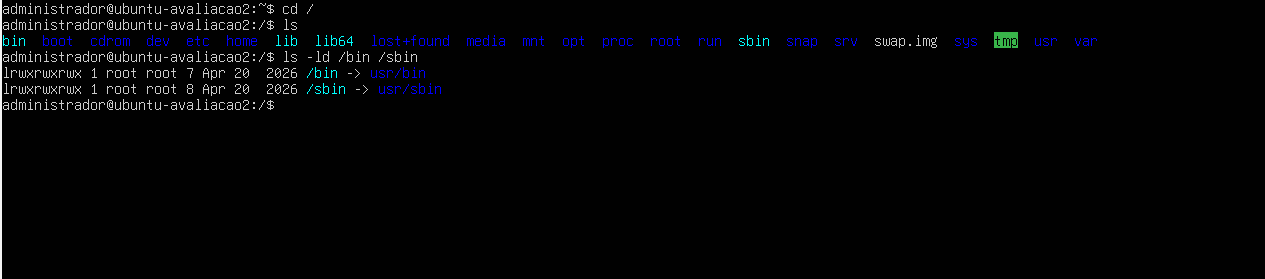 administrador@ubuntu-avaliacao2:~$ cd /
administrador@ubuntu-avaliacao2:/$ ls
bin boot cdrom dev etc home lib lib64 lost+found media mnt opt proc root run sbin snap srv swap.img sys tmp usr var
administrador@ubuntu-avaliacao2:/$ ls -ld /bin /sbin
lrwxrwxrwx 1 root root 7 Apr 20  2026 /bin -> usr/bin
lrwxrwxrwx 1 root root 8 Apr 20  2026 /sbin -> usr/sbin
administrador@ubuntu-avaliacao2:/$